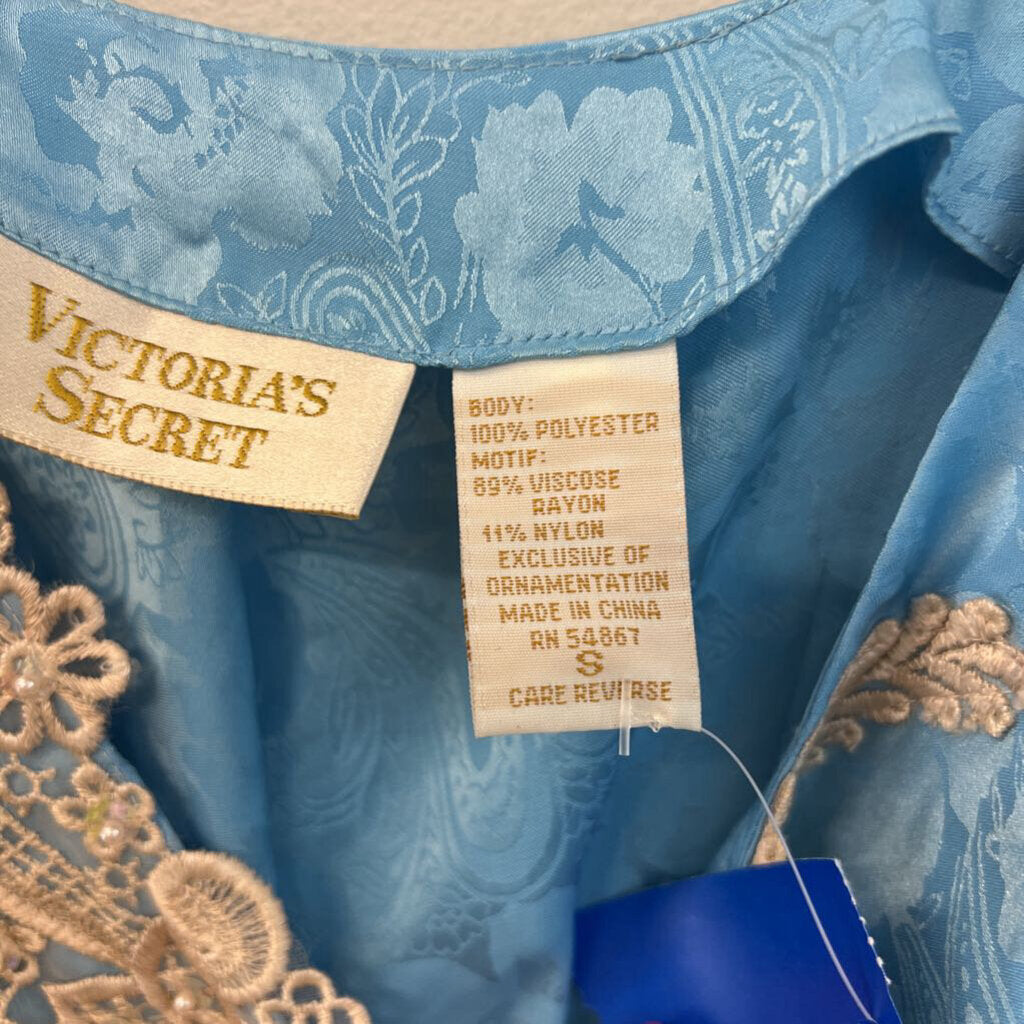 VICTORIA'S
SECRET
BODY:
100% POLYESTER
MOTIF:
89% VISCOSE
RAYON
11% NYLON
EXCLUSIVE OF
ORNAMENTATION
MADE IN CHINA
RN 54867
S
CARE REVERSE